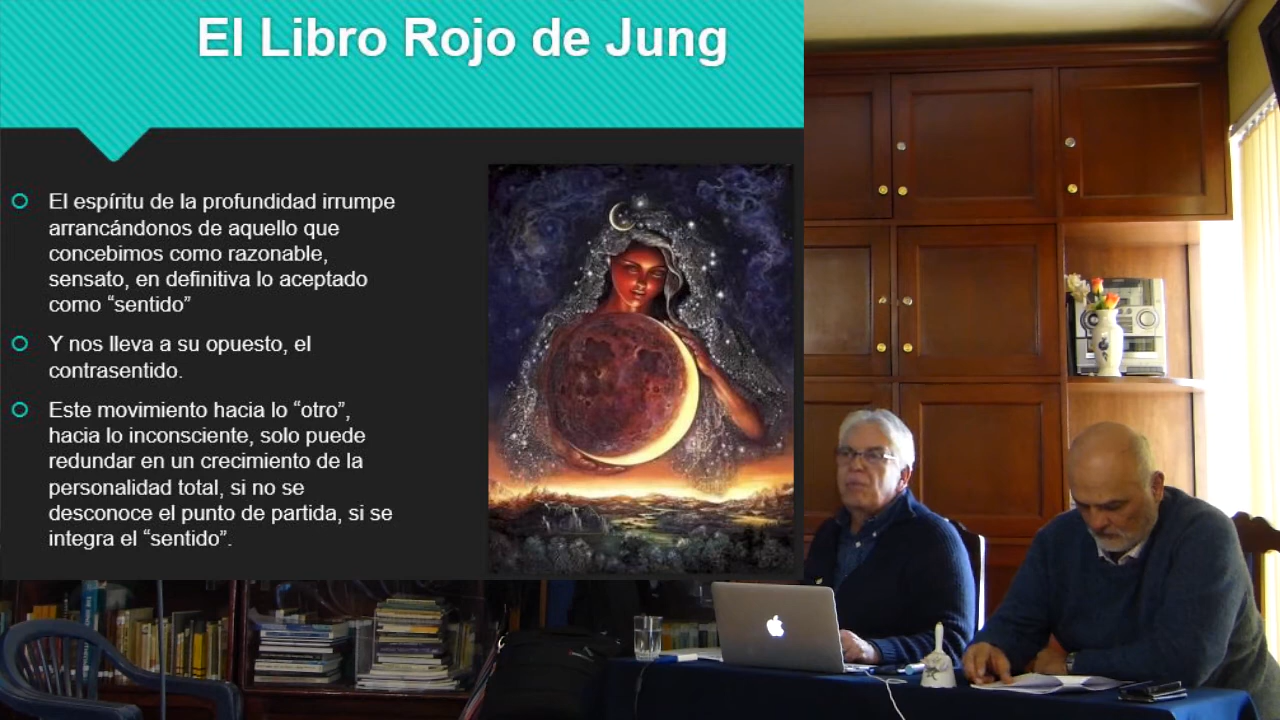 El Libro Rojo de Jung
El espíritu de la profundidad irrumpe
arrancándonos de aquello que
concebimos como razonable,
sensato, en definitiva lo aceptado
como “sentido”
Y nos lleva a su opuesto, el
contrasentido.
Este movimiento hacia lo “otro”,
hacia lo inconsciente, solo puede
redundar en un crecimiento de la
personalidad total, si no se
desconoce el punto de partida, si se
integra el “sentido”.